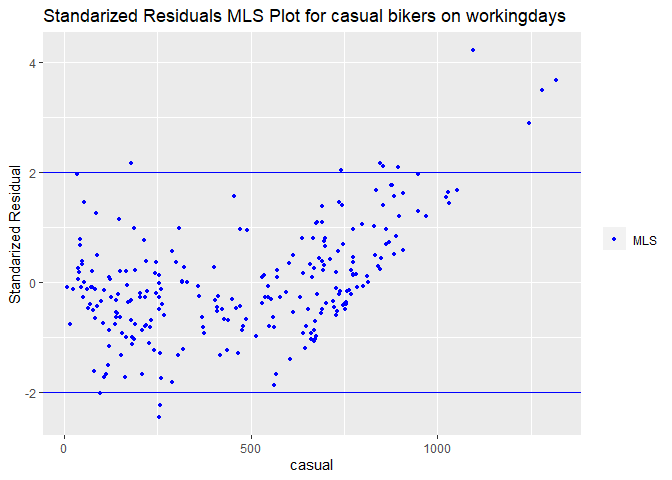 Standarized Residuals MLS Plot for casual bikers on workingdays
Standarized Residual
4
2
0
-2
0
500
1000
casual
MLS